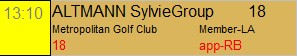 13:10 ALTMANN SylvieGroup 18
Metropolitan Golf Club Member-LA
18 app-RB